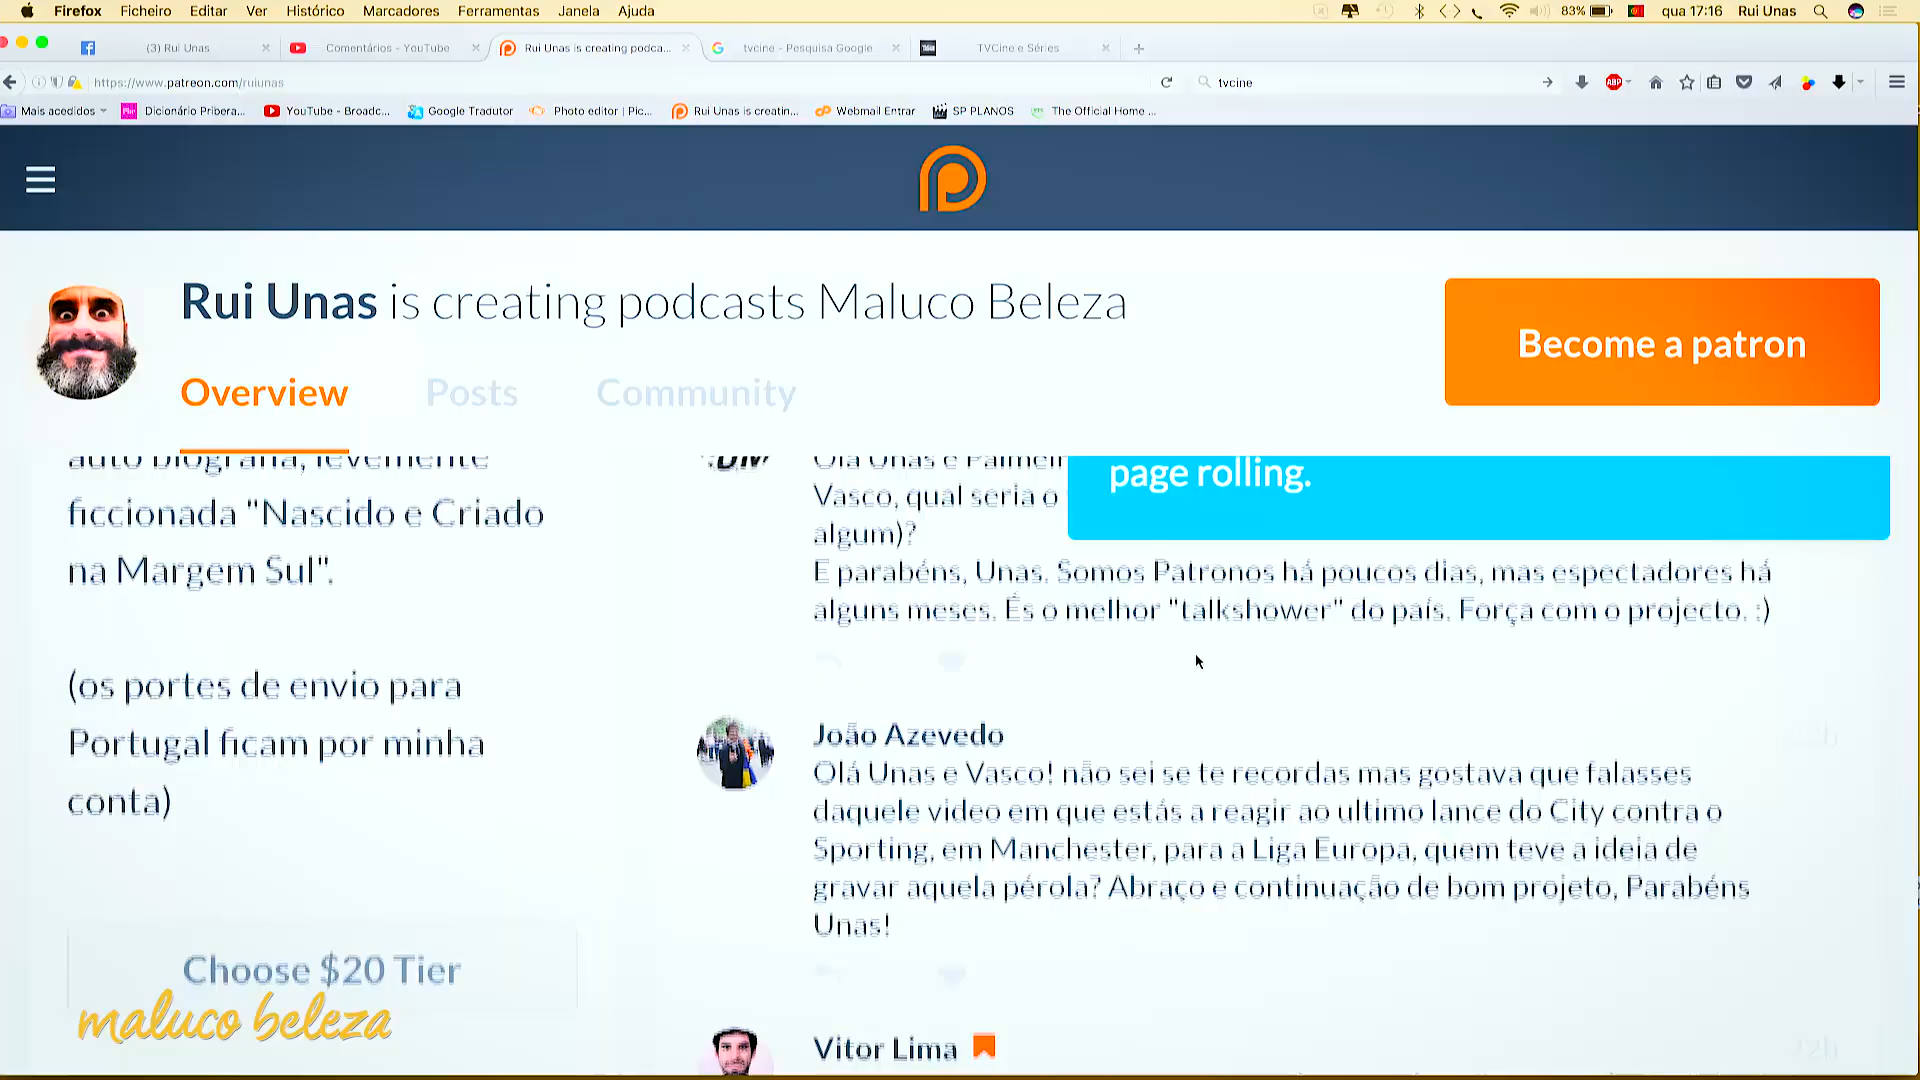 Firefox Ficheiro Editar Ver Histórico Marcadores Ferramentas Janela Ajuda 83% qua 17:16 Rui Unas
(3) Rui Unas Comentários - YouTube Rui Unas is creating podca... tvcine - Pesquisa Google TVCine e Séries
https://www.patreon.com/ruiunas tvcine ABP
Mais acedidos Dicionário Pribera... YouTube - Broadc... Google Tradutor Photo editor | Pic... Rui Unas is creatin... Webmail Entrar SP PLANOS The Official Home ...
Rui Unas is creating podcasts Maluco Beleza
Become a patron
Overview Posts Community
auto biografia, levemente
ficcionada "Nascido e Criado
na Margem Sul".
(os portes de envio para
Portugal ficam por minha
conta)
Choose $20 Tier
maluco beleza
page rolling.
Olá Unas e Palmeir
Vasco, qual seria o
algum)?
E parabéns, Unas. Somos Patronos há poucos dias, mas espectadores há
alguns meses. És o melhor "talkshower" do país. Força com o projecto. :)
João Azevedo
Olá Unas e Vasco! não sei se te recordas mas gostava que falasses
daquele video em que estás a reagir ao ultimo lance do City contra o
Sporting, em Manchester, para a Liga Europa, quem teve a ideia de
gravar aquela pérola? Abraço e continuação de bom projeto, Parabéns
Unas!
Vitor Lima